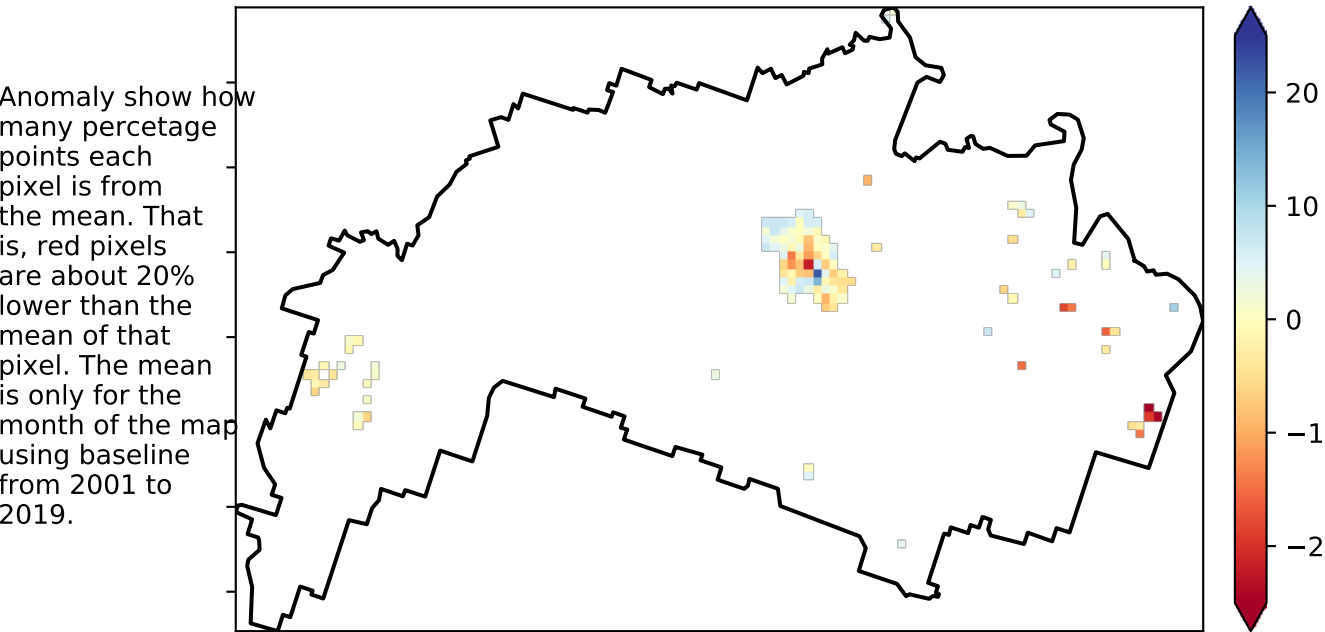 Anomaly show how
many percetage
points each
pixel is from
the mean. That
is, red pixels
are about 20%
lower than the
mean of that
pixel. The mean
is only for the
month of the map
using baseline
from 2001 to
2019.
20
10
0
−1
−2